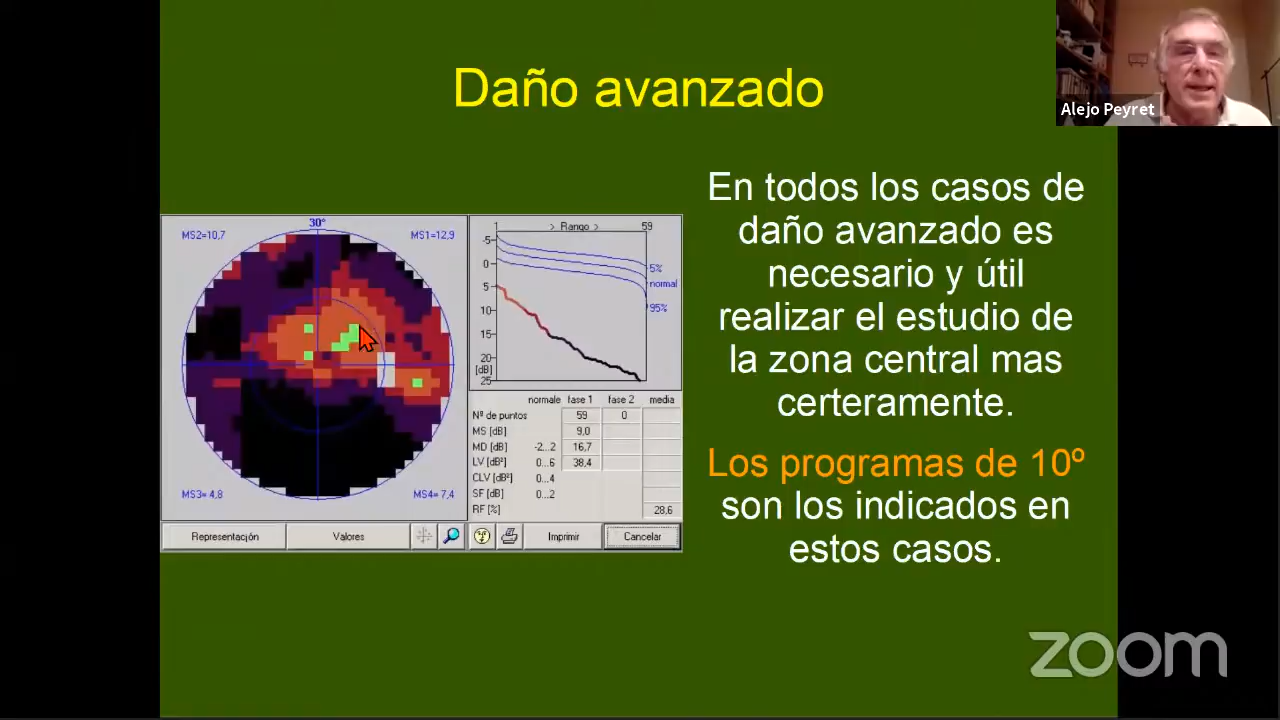 Daño avanzado
Alejo Peyret
En todos los casos de
daño avanzado es
necesario y útil
realizar el estudio de
la zona central mas
certeramente.
Los programas de 10º
son los indicados en
estos casos.
30°
MS2=10,7
MS1=12,9
MS3= 4,8
MS4= 7,4
1 > Rango > 59
-5
0
5
10
15
20
[dB]
25
5%
normal
95%
normale fase 1 fase 2 media
Nº de puntos 59 0
MS [dB] 9,0
MD [dB] -2...2 16,7
LV [dB²] 0...6 38,4
CLV [dB²] 0...4
SF [dB] 0...2
RF [%] 28,6
Representación Valores Imprimir Cancelar
zoom